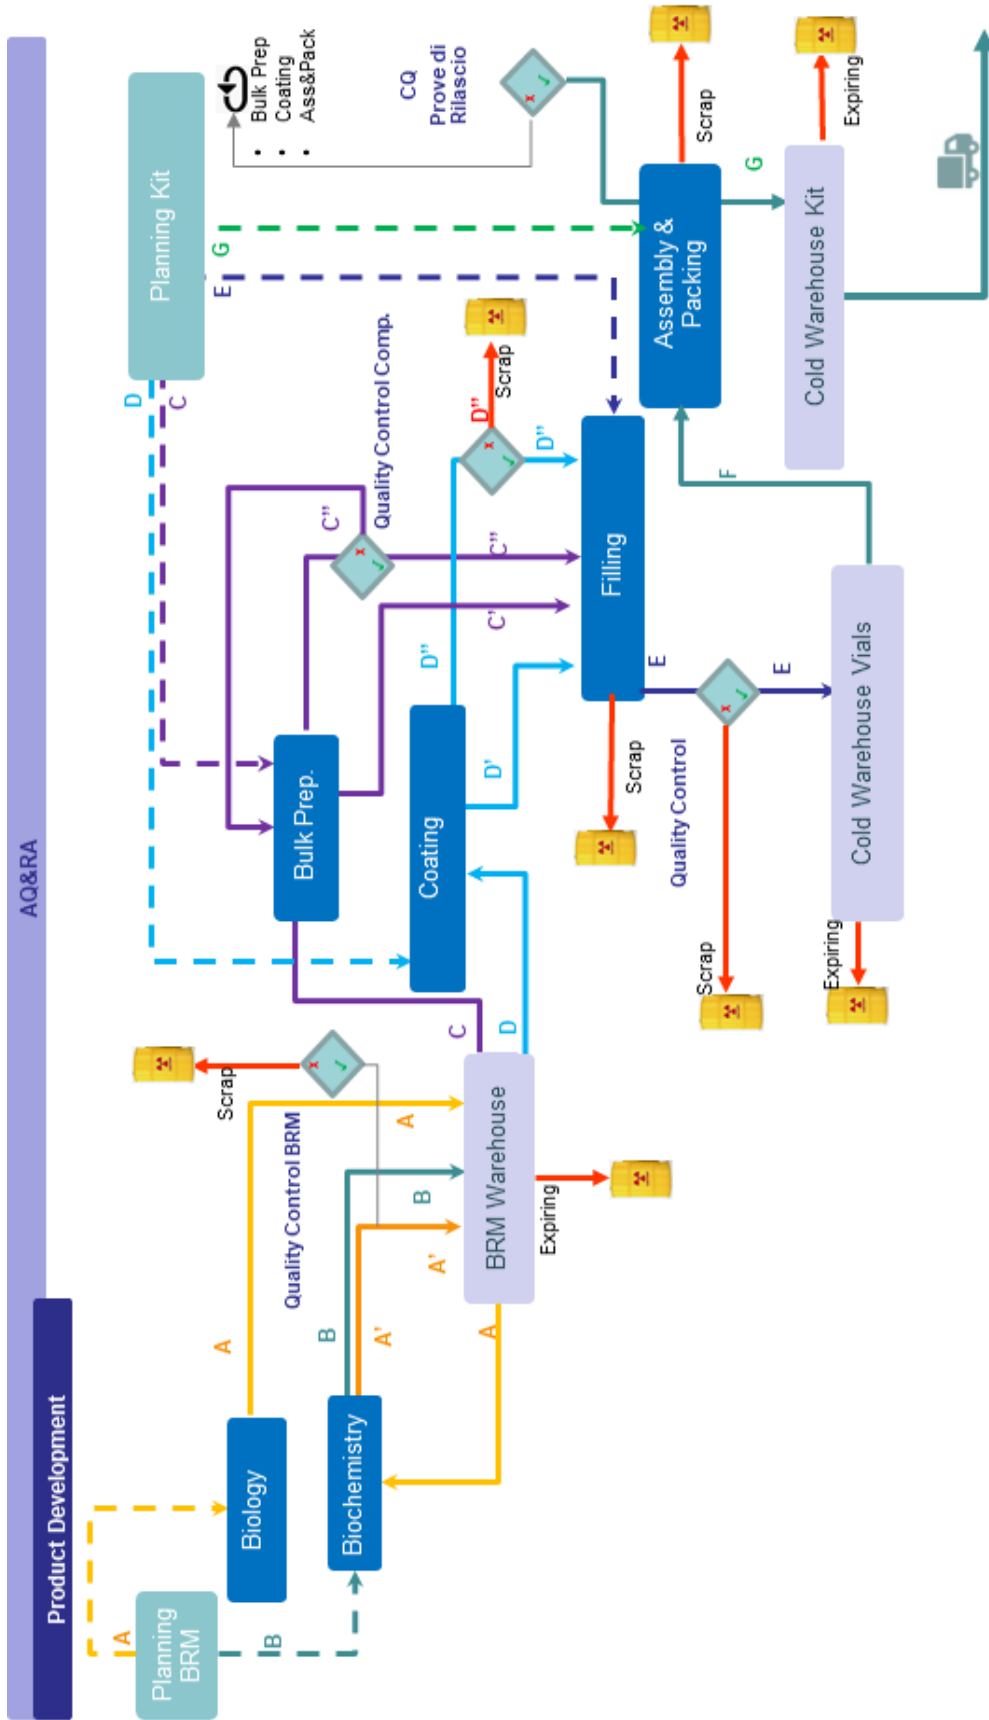 AQ&RA
Product Development
Planning
BRM
A
B
Biology
Biochemistry
A
B
A'
A
Quality Control BRM
Scrap
A
B
A'
BRM Warehouse
Expiring
C
D
Planning Kit
D
C
E
G
Bulk Prep.
Coating
C''
Quality Control Comp.
C''
C'
D''
D'
D''
Scrap
D''
Filling
Scrap
E
Quality Control
E
Scrap
Cold Warehouse Vials
Expiring
F
• Bulk Prep
• Coating
• Ass&Pack
CQ
Prove di
Rilascio
Assembly &
Packing
Scrap
G
Cold Warehouse Kit
Expiring